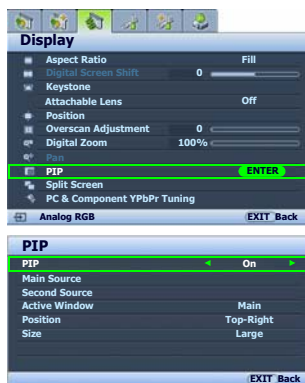 Display
Aspect Ratio Fill
Digital Screen Shift 0
Keystone
Attachable Lens Off
Position
Overscan Adjustment 0
Digital Zoom 100%
Pan
PIP ENTER
Split Screen
PC & Component YPbPr Tuning
Analog RGB EXIT Back
PIP
PIP On
Main Source
Second Source
Active Window Main
Position Top-Right
Size Large
EXIT Back